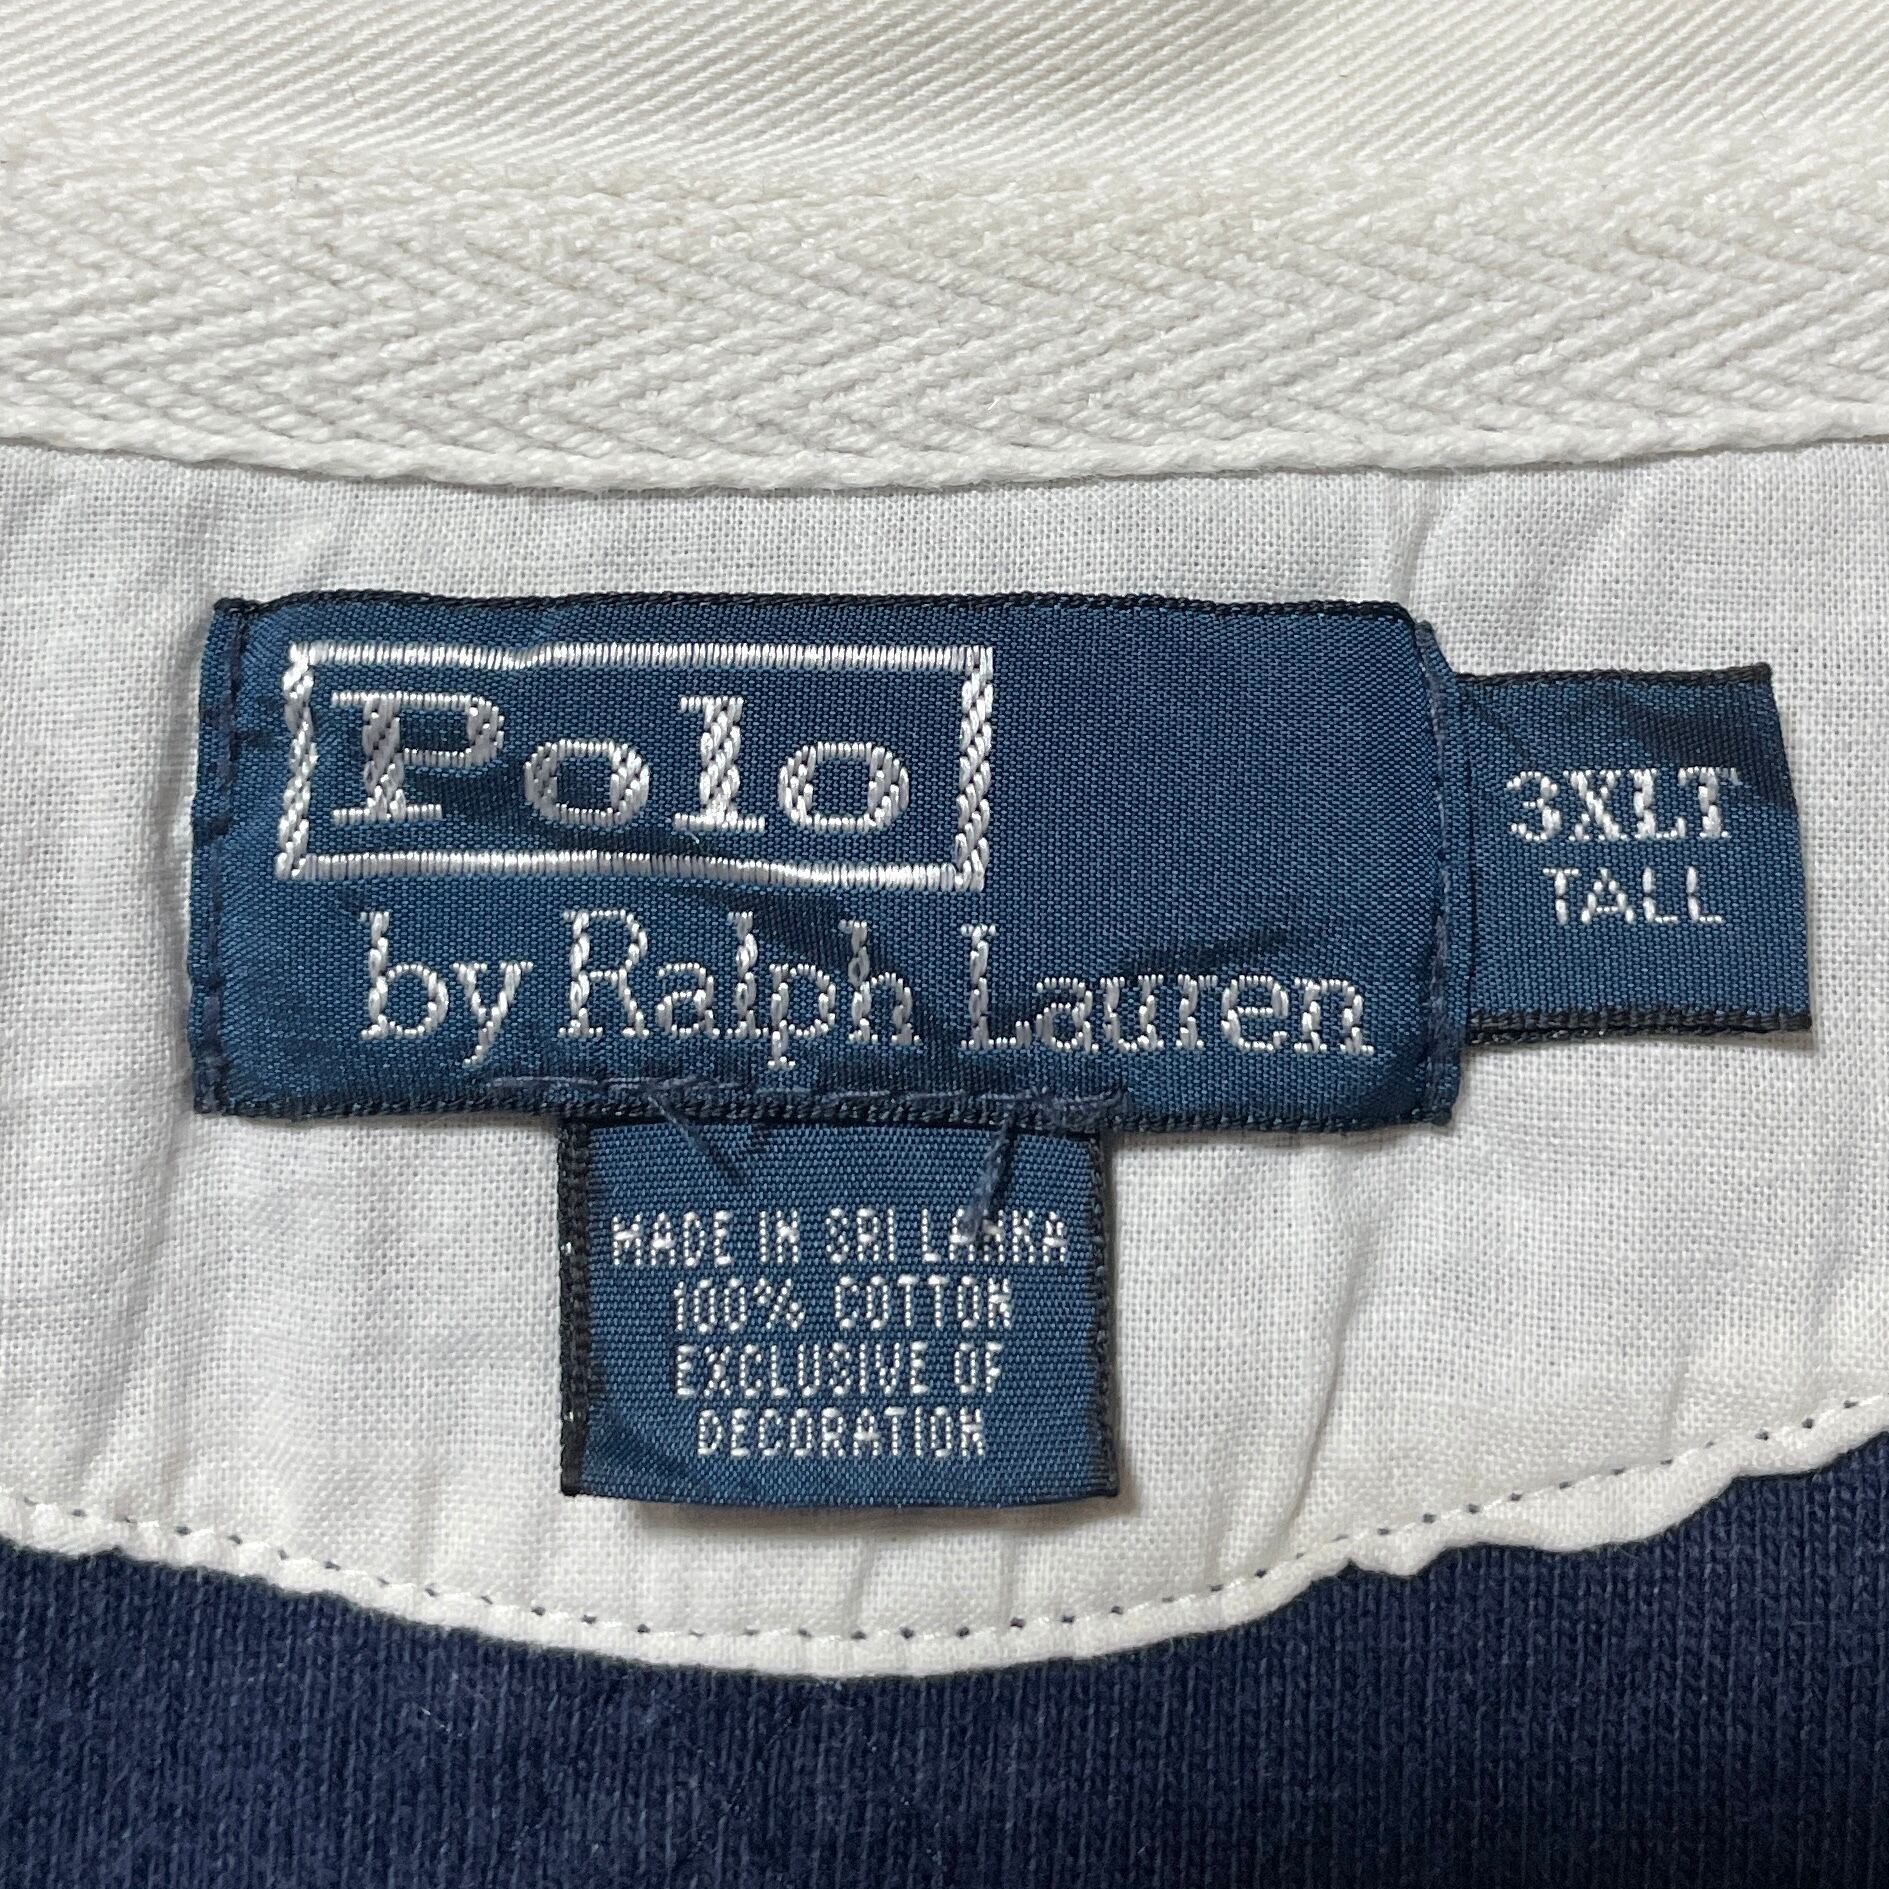 Polo
by Ralph Lauren
3XLT
TALL
MADE IN SRI LANKA
100% COTTON
EXCLUSIVE OF
DECORATION